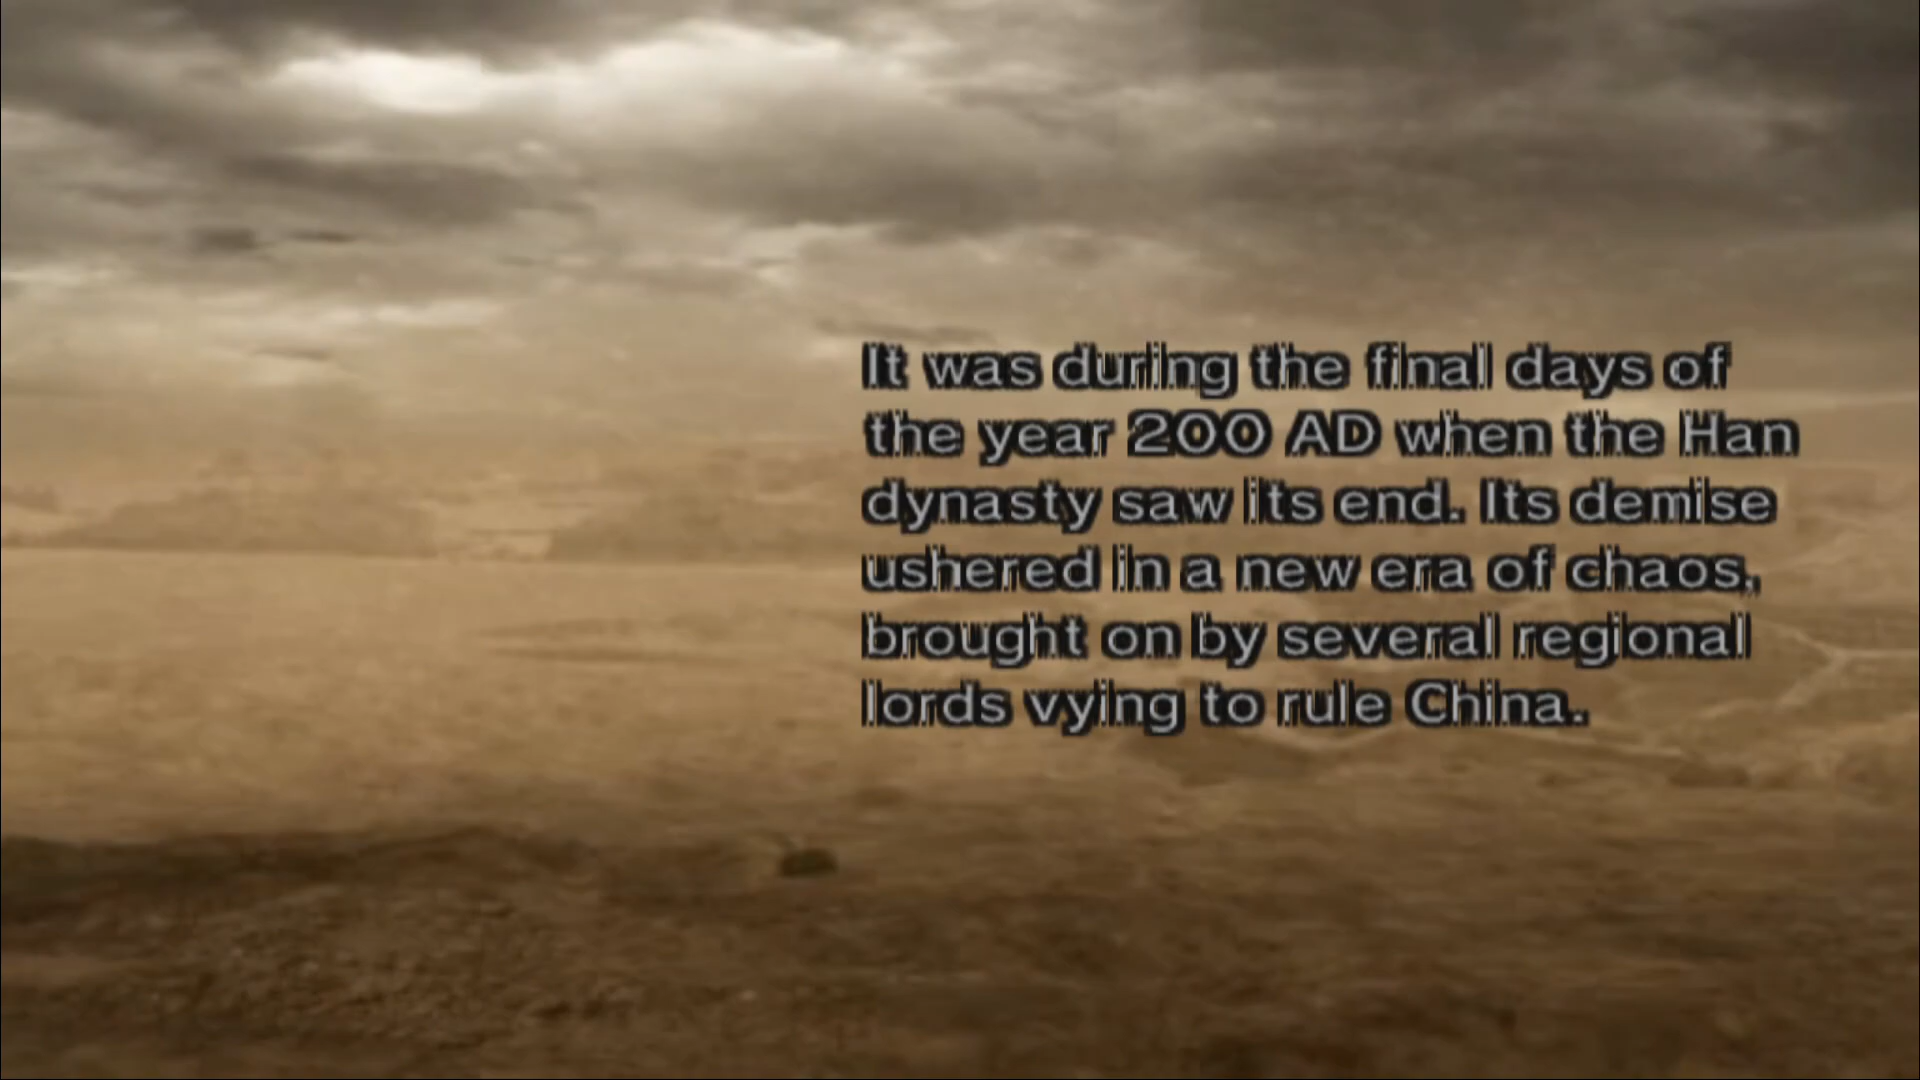 It was during the final days of
the year 200 AD when the Han
dynasty saw its end. Its demise
ushered in a new era of chaos,
brought on by several regional
lords vying to rule China.